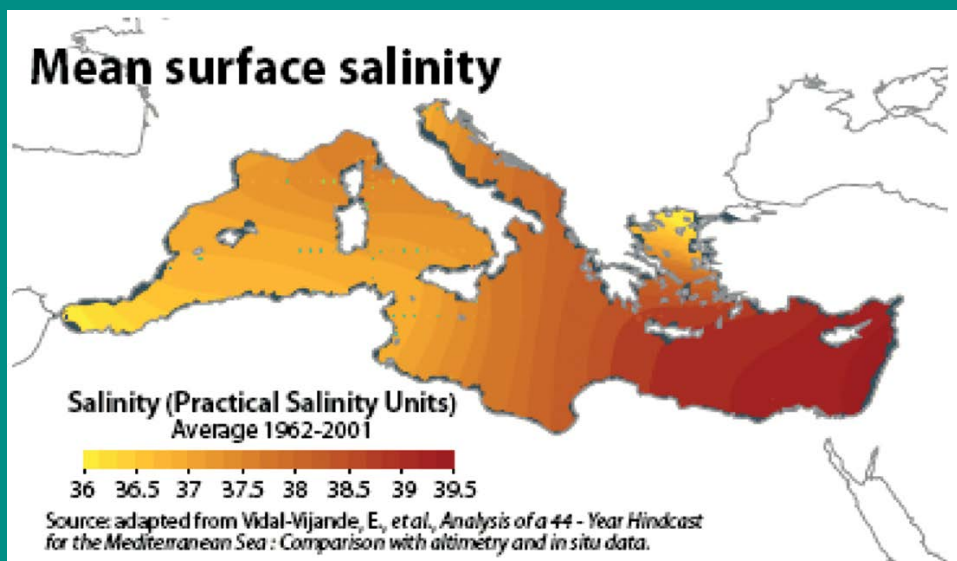 Mean surface salinity
Salinity (Practical Salinity Units)
Average 1962-2001
36 36.5 37 37.5 38 38.5 39 39.5
Source: adapted from Vidal-Vijande, E., et al., Analysis of a 44 - Year Hindcast
for the Mediterranean Sea : Comparison with altimetry and in situ data.